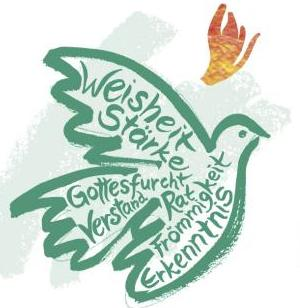 Weisheit
Stärke
Gottesfurcht
Verstand
Rat
Frömmigkeit
Erkenntnis